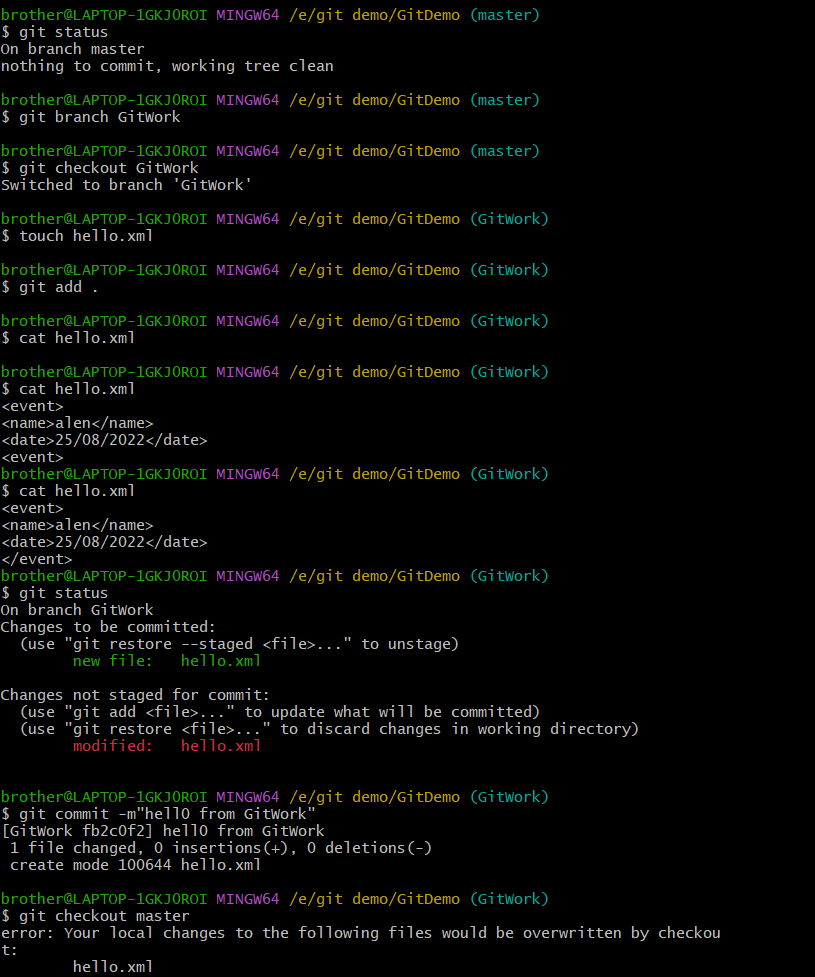 brother@LAPTOP-1GKJ0ROI MINGW64 /e/git demo/GitDemo (master)
$ git status
On branch master
nothing to commit, working tree clean
brother@LAPTOP-1GKJ0ROI MINGW64 /e/git demo/GitDemo (master)
$ git branch GitWork
brother@LAPTOP-1GKJ0ROI MINGW64 /e/git demo/GitDemo (master)
$ git checkout GitWork
Switched to branch 'GitWork'
brother@LAPTOP-1GKJ0ROI MINGW64 /e/git demo/GitDemo (GitWork)
$ touch hello.xml
brother@LAPTOP-1GKJ0ROI MINGW64 /e/git demo/GitDemo (GitWork)
$ git add .
brother@LAPTOP-1GKJ0ROI MINGW64 /e/git demo/GitDemo (GitWork)
$ cat hello.xml
brother@LAPTOP-1GKJ0ROI MINGW64 /e/git demo/GitDemo (GitWork)
$ cat hello.xml
<event>
<name>alen</name>
<date>25/08/2022</date>
<event>
brother@LAPTOP-1GKJ0ROI MINGW64 /e/git demo/GitDemo (GitWork)
$ cat hello.xml
<event>
<name>alen</name>
<date>25/08/2022</date>
</event>
brother@LAPTOP-1GKJ0ROI MINGW64 /e/git demo/GitDemo (GitWork)
$ git status
On branch GitWork
Changes to be committed:
  (use "git restore --staged <file>..." to unstage)
        new file:   hello.xml
Changes not staged for commit:
  (use "git add <file>..." to update what will be committed)
  (use "git restore <file>..." to discard changes in working directory)
        modified:   hello.xml
brother@LAPTOP-1GKJ0ROI MINGW64 /e/git demo/GitDemo (GitWork)
$ git commit -m"hell0 from GitWork"
[GitWork fb2c0f2] hell0 from GitWork
 1 file changed, 0 insertions(+), 0 deletions(-)
 create mode 100644 hello.xml
brother@LAPTOP-1GKJ0ROI MINGW64 /e/git demo/GitDemo (GitWork)
$ git checkout master
error: Your local changes to the following files would be overwritten by checkou
t:
        hello.xml